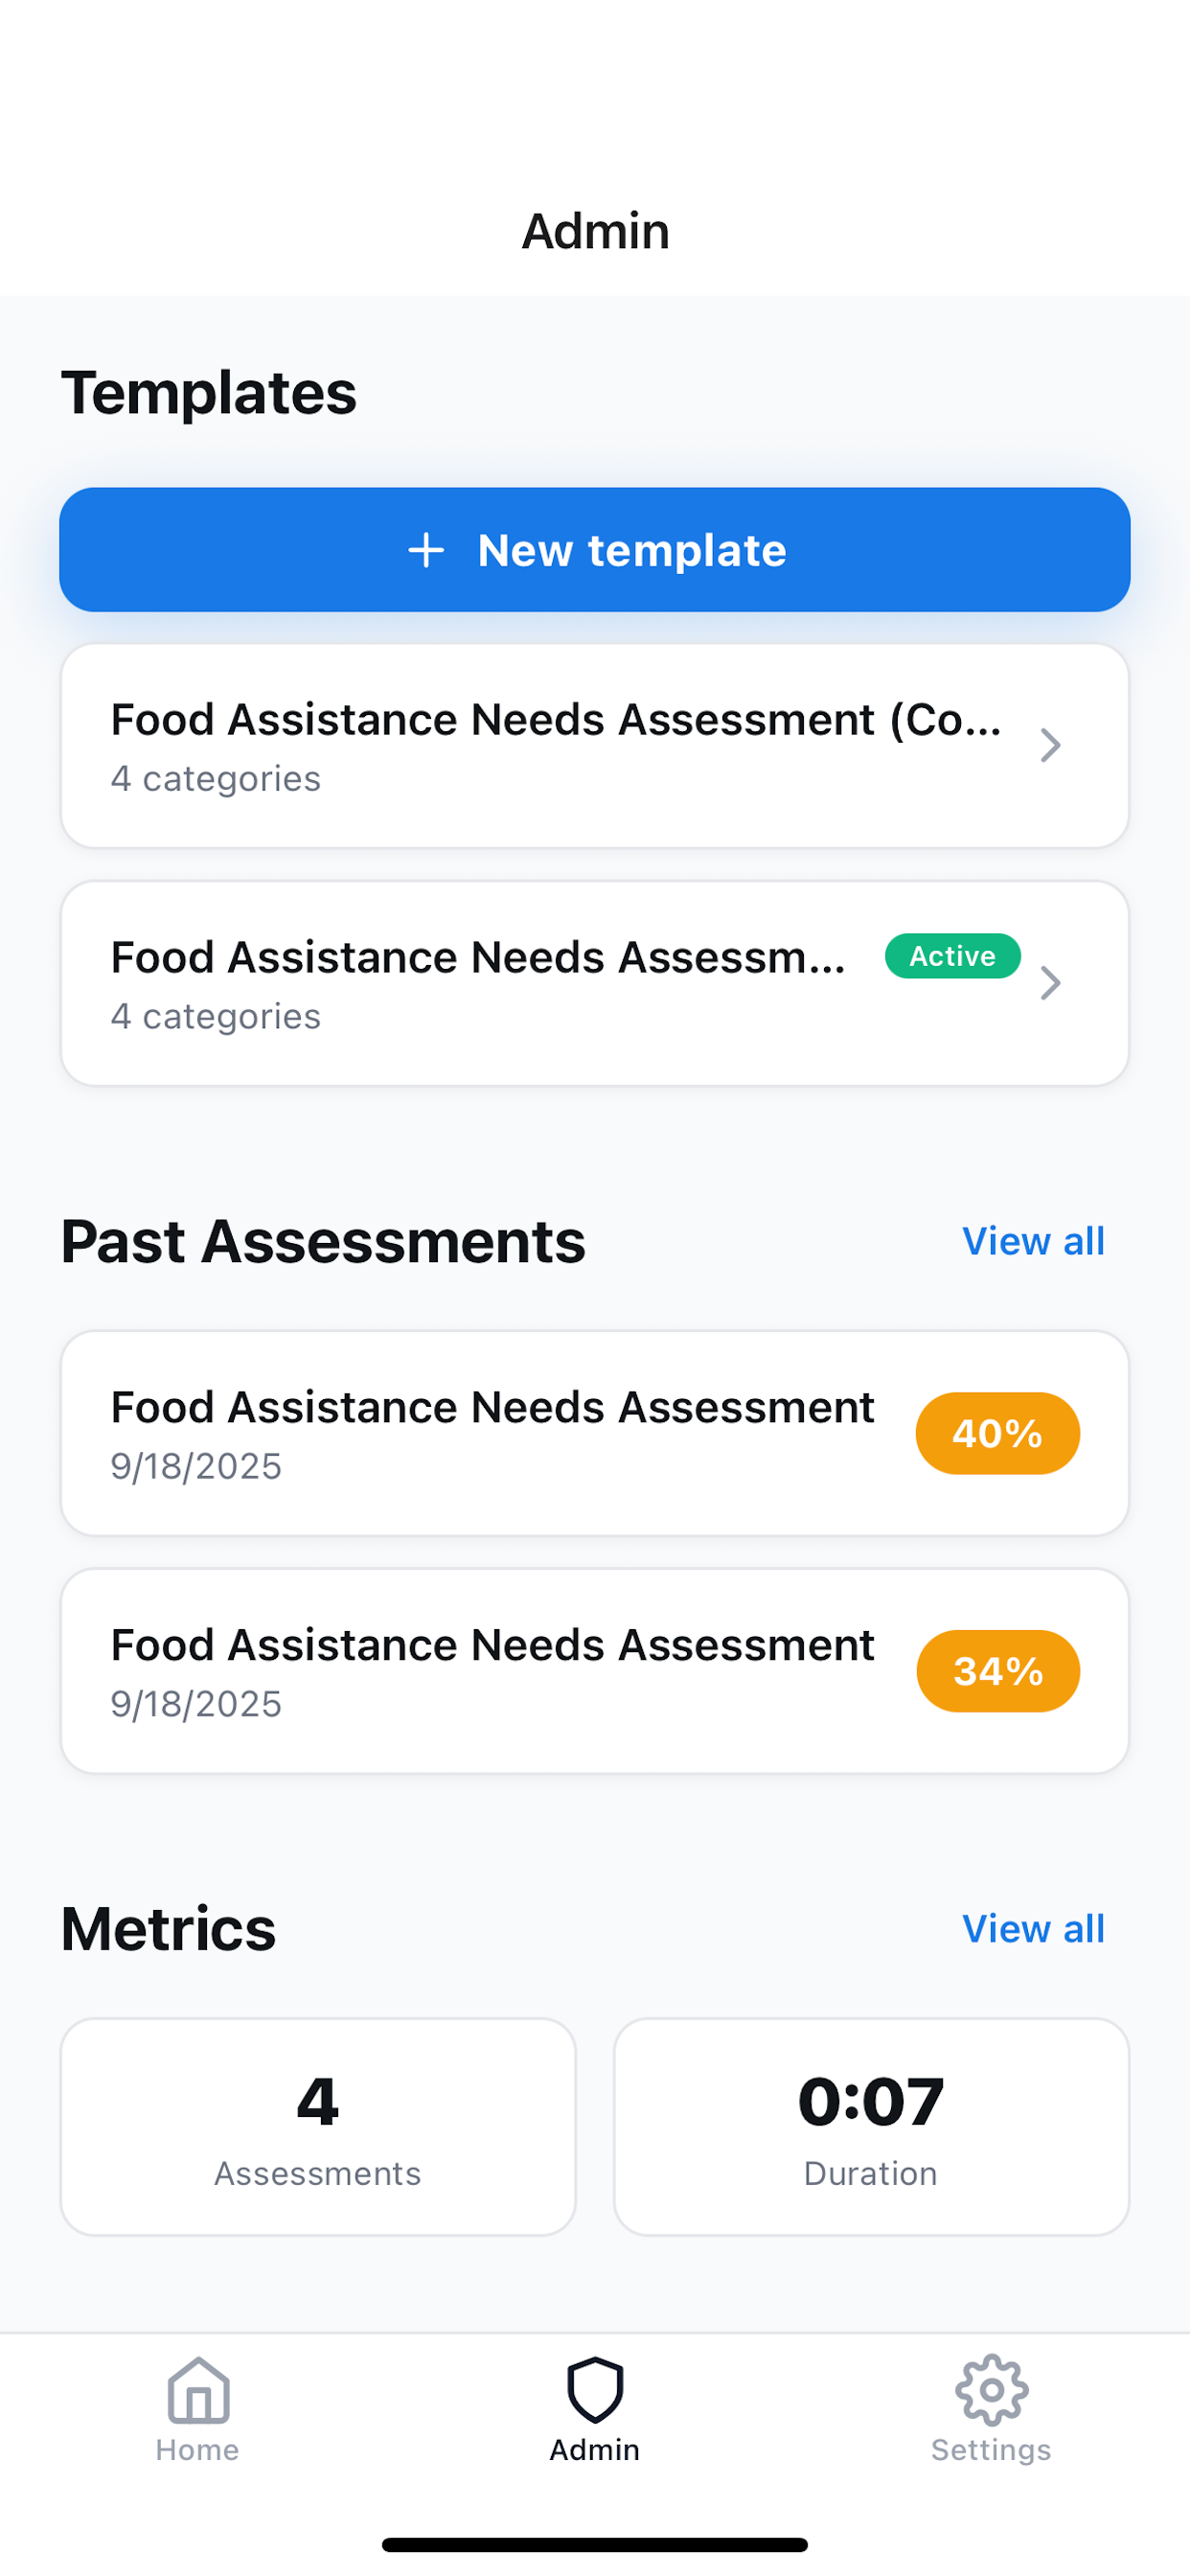 Admin
Templates
+ New template
Food Assistance Needs Assessment (Co...
4 categories
Food Assistance Needs Assessm... Active
4 categories
Past Assessments View all
Food Assistance Needs Assessment 40%
9/18/2025
Food Assistance Needs Assessment 34%
9/18/2025
Metrics View all
4 0:07
Assessments Duration
Home Admin Settings